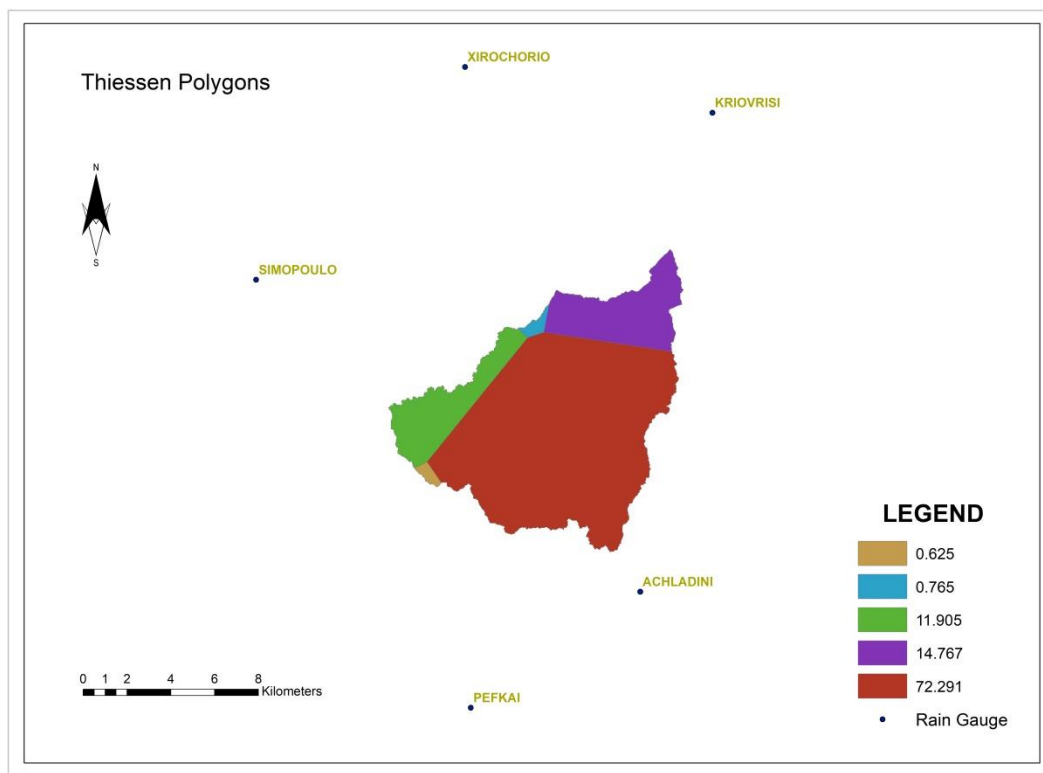 XIROCHORIO
Thiessen Polygons
KRIOVRISI
N
S
SIMOPOULO
LEGEND
0.625
0.765
ACHLADINI
11.905
14.767
72.291
0 1 2 4 6 8
Kilometers
PEFKAI
Rain Gauge